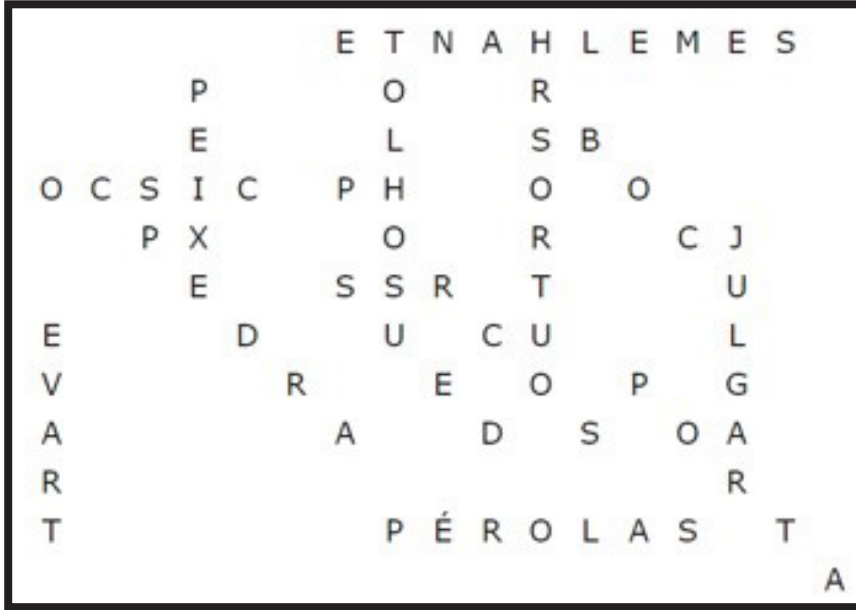 E T N A H L E M E S
P O R
E L S B
O C S I C P H O O
P X O R C J
E S S R T U
E D U C U L
V R E O P G
A A D S O A
R R
T P É R O L A S T
A